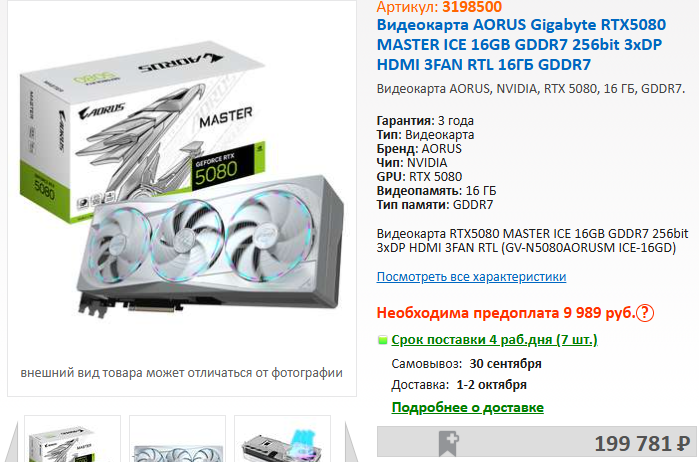 Артикул: 3198500
Видеокарта AORUS Gigabyte RTX5080
MASTER ICE 16GB GDDR7 256bit 3xDP
HDMI 3FAN RTL 16ГБ GDDR7
Видеокарта AORUS, NVIDIA, RTX 5080, 16 ГБ, GDDR7.
Гарантия: 3 года
Тип: Видеокарта
Бренд: AORUS
Чип: NVIDIA
GPU: RTX 5080
Видеопамять: 16 ГБ
Тип памяти: GDDR7
Видеокарта RTX5080 MASTER ICE 16GB GDDR7 256bit
3xDP HDMI 3FAN RTL (GV-N5080AORUSM ICE-16GD)
Посмотреть все характеристики
Необходима предоплата 9 989 руб.?
Срок поставки 4 раб.дня (7 шт.)
Самовывоз: 30 сентября
Доставка: 1-2 октября
Подробнее о доставке
199 781 ₽
AORUS
5080
AORUS
MASTER
AORUS
MASTER
GEFORCE RTX
5080
5080
внешний вид товара может отличаться от фотографии